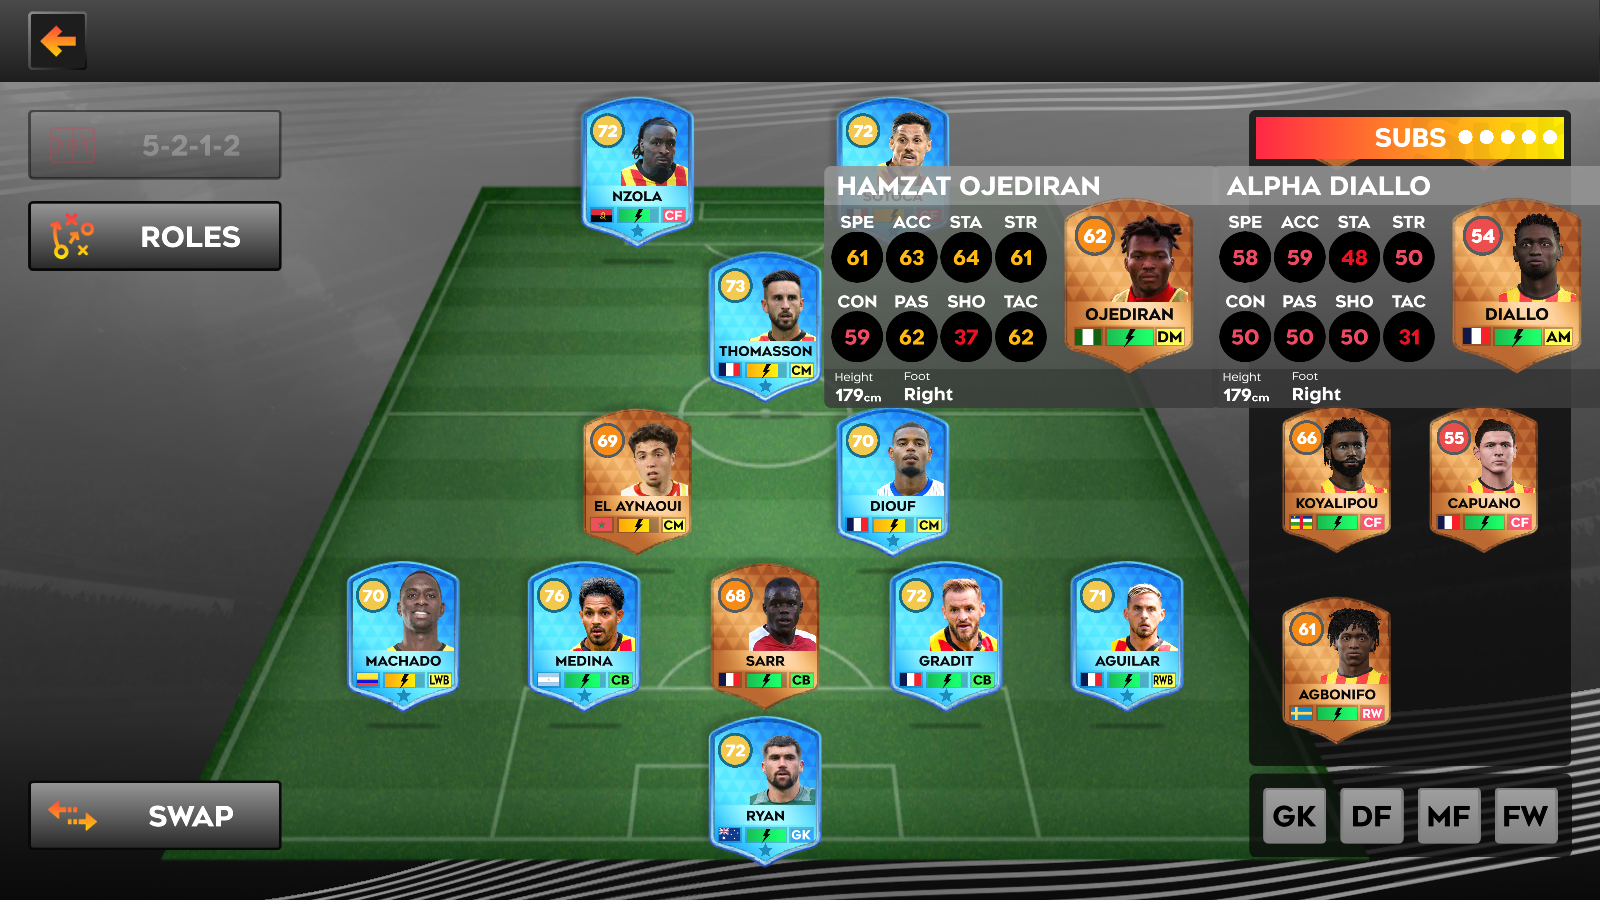 5-2-1-2
ROLES
SWAP
72
NZOLA
CF
72
SOTOCA
73
THOMASSON
CM
69
EL AYNAOUI
CM
70
DIOUF
CM
70
MACHADO
LWB
76
MEDINA
CB
68
SARR
CB
72
GRADIT
CB
71
AGUILAR
RWB
72
RYAN
GK
HAMZAT OJEDIRAN
SPE ACC STA STR
61 63 64 61
CON PAS SHO TAC
59 62 37 62
Height Foot
179cm Right
62
OJEDIRAN
DM
ALPHA DIALLO
SPE ACC STA STR
58 59 48 50
CON PAS SHO TAC
50 50 50 31
Height Foot
179cm Right
54
DIALLO
AM
SUBS
66
KOYALIPOU
CF
55
CAPUANO
CF
61
AGBONIFO
RW
GK DF MF FW